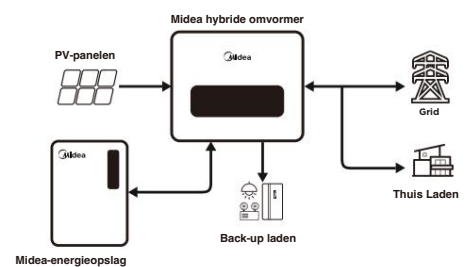 Midea hybride omvormer
Midea
PV-panelen
Grid
Midea
Thuis Laden
Back-up laden
Midea-energieopslag